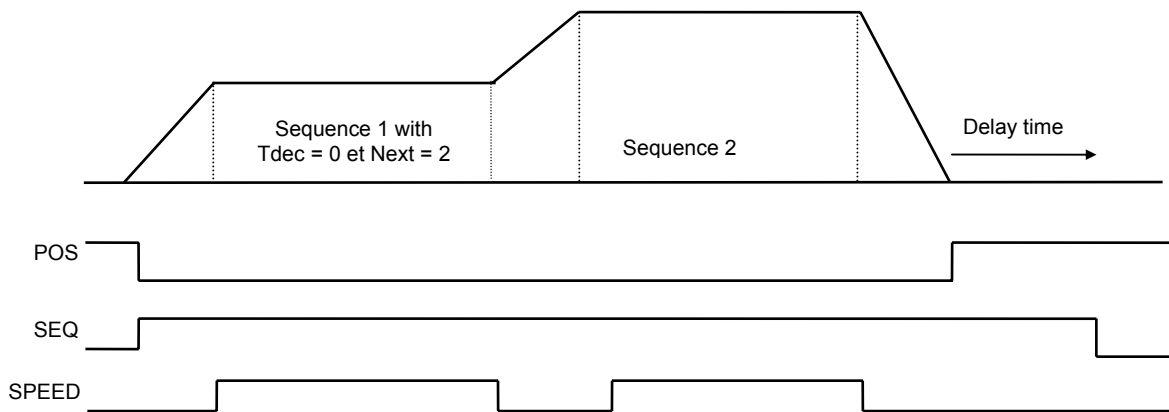 Sequence 1 with
Tdec = 0 et Next = 2
Sequence 2
Delay time
POS
SEQ
SPEED